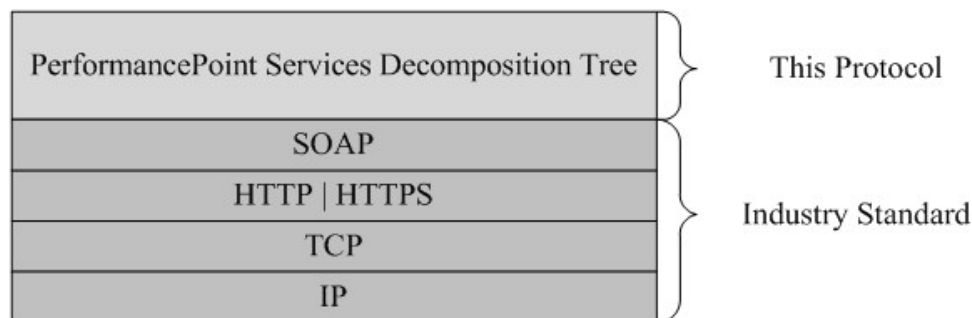 PerformancePoint Services Decomposition Tree
This Protocol
SOAP
HTTP | HTTPS
TCP
IP
Industry Standard